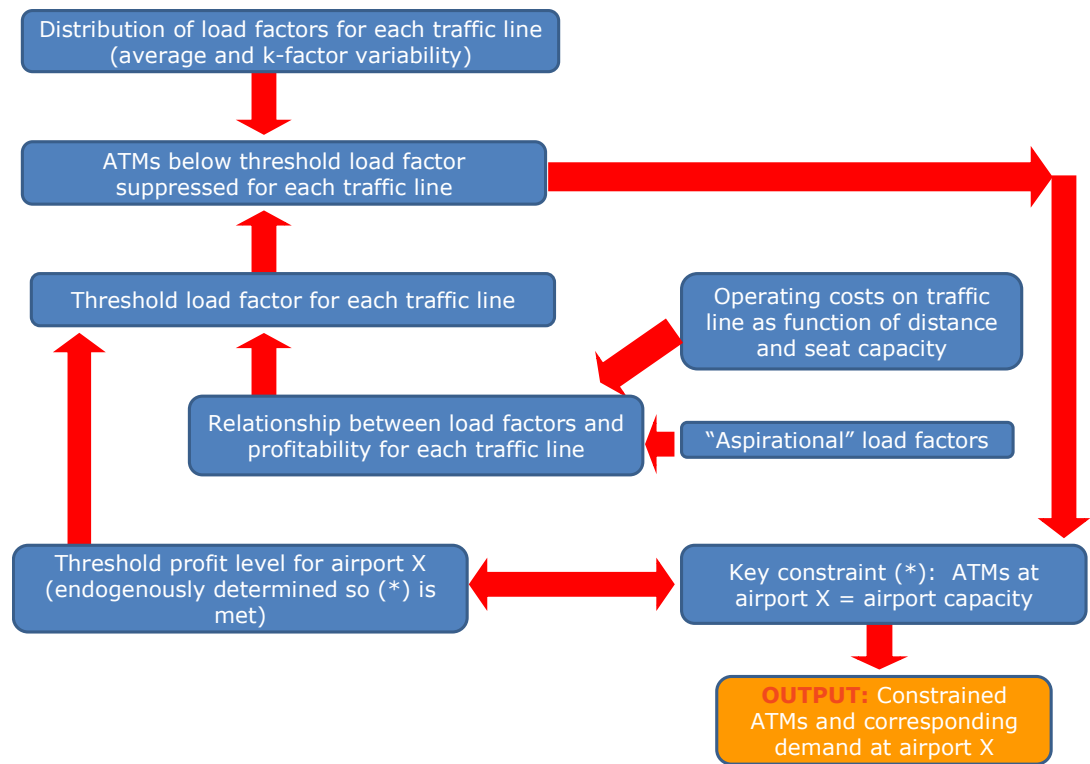 Distribution of load factors for each traffic line
(average and k-factor variability)
ATMs below threshold load factor
suppressed for each traffic line
Threshold load factor for each traffic line
Operating costs on traffic
line as function of distance
and seat capacity
Relationship between load factors and
profitability for each traffic line
“Aspirational” load factors
Threshold profit level for airport X
(endogenously determined so (*) is
met)
Key constraint (*): ATMs at
airport X = airport capacity
OUTPUT: Constrained
ATMs and corresponding
demand at airport X